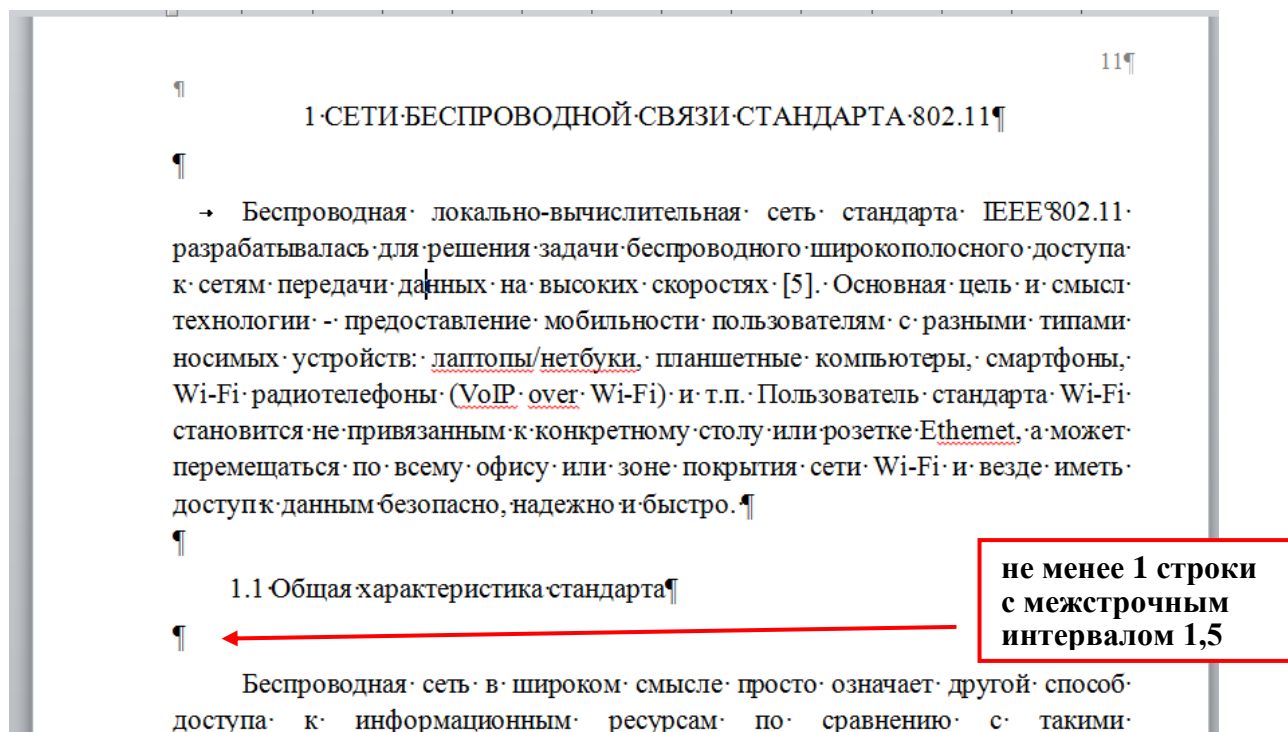 11¶
¶
1·СЕТИ·БЕСПРОВОДНОЙ·СВЯЗИ·СТАНДАРТА·802.11¶
¶
→ Беспроводная· локально-вычислительная· сеть· стандарта· IEEE°802.11·
разрабатывалась·для·решения·задачи·беспроводного·широкополосного·доступа·
к· сетям· передачи· данных· на· высоких· скоростях· [5].· Основная· цель· и· смысл·
технологии· -· предоставление· мобильности· пользователям· с· разными· типами·
носимых· устройств:· лаптопы/нетбуки,· планшетные· компьютеры,· смартфоны,·
Wi-Fi· радиотелефоны· (VoIP· over· Wi-Fi)· и· т.п.· Пользователь· стандарта· Wi-Fi·
становится·не·привязанным·к·конкретному·столу·или·розетке·Ethernet,·а·может·
перемещаться· по· всему· офису· или· зоне· покрытия· сети· Wi-Fi· и· везде· иметь·
доступ·к·данным·безопасно,·надежно·и·быстро.·¶
¶
1.1·Общая·характеристика·стандарта¶
не менее 1 строки
с межстрочным
интервалом 1,5
¶
Беспроводная· сеть· в· широком· смысле· просто· означает· другой· способ·
доступа· к· информационным· ресурсам· по· сравнению· с· такими·